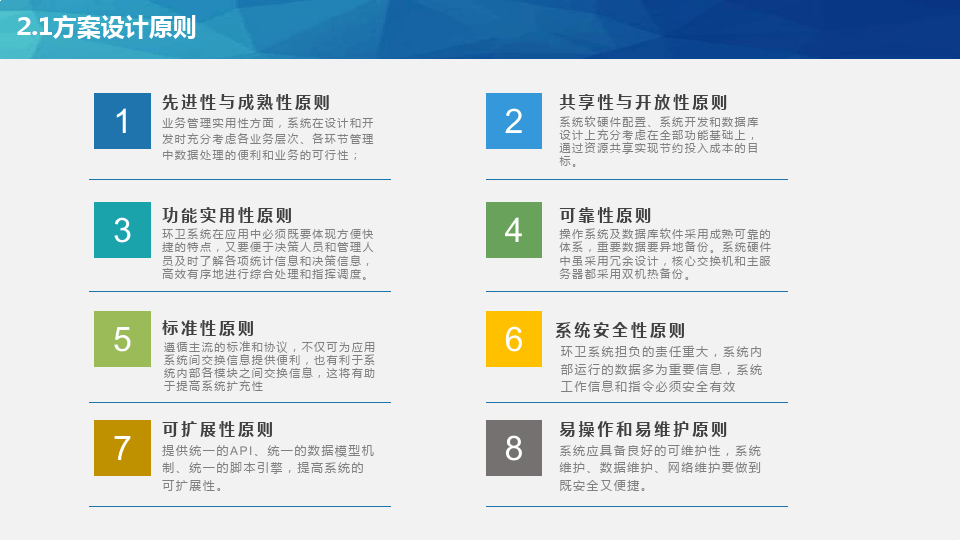 2.1方案设计原则
1
先进性与成熟性原则
业务管理实用性方面，系统在设计和开
发时充分考虑各业务层次、各环节管理
中数据处理的便利和业务的可行性；
2
共享性与开放性原则
系统软硬件配置、系统开发和数据库
设计上充分考虑在全部功能基础上，
通过资源共享实现节约投入成本的目
标。
3
功能实用性原则
环卫系统在应用中必须既要体现方便快
捷的特点，又要便于决策人员和管理人
员及时了解各项统计信息和决策信息，
高效有序地进行综合处理和指挥调度。
4
可靠性原则
操作系统及数据库软件采用成熟可靠的
体系，重要数据要异地备份。系统硬件
中虽采用冗余设计，核心交换机和主服
务器都采用双机热备份。
5
标准性原则
遵循主流的标准和协议，不仅可为应用
系统间交换信息提供便利，也有利于系
统内部各模块之间交换信息，这将有助
于提高系统扩充性
6
系统安全性原则
环卫系统担负的责任重大，系统内
部运行的数据多为重要信息，系统
工作信息和指令必须安全有效
7
可扩展性原则
提供统一的API、统一的数据模型机
制、统一的脚本引擎，提高系统的
可扩展性。
8
易操作和易维护原则
系统应具备良好的可维护性，系统
维护、数据维护、网络维护要做到
既安全又便捷。